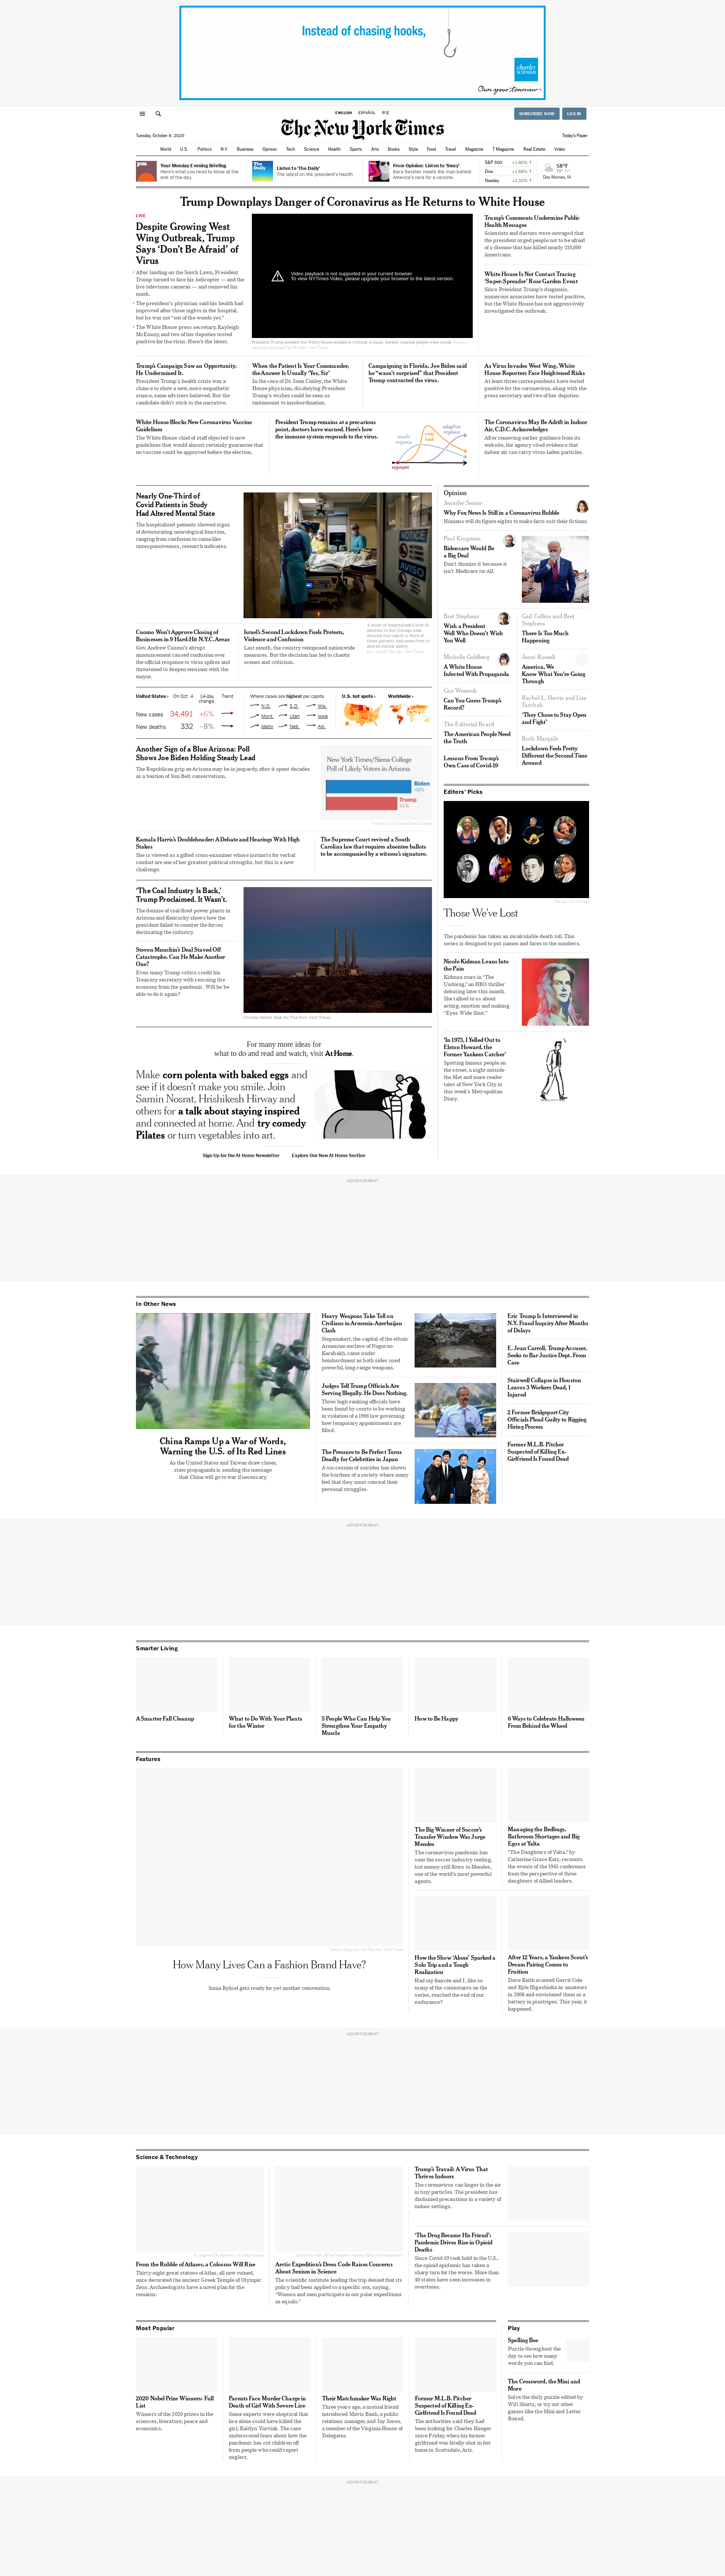 Instead of chasing hooks,
charles
SCHWAB
Own your tomorrow
ENGLISH ESPAÑOL 中文
SUBSCRIBE NOW LOG IN
The New York Times
Tuesday, October 6, 2020
Today's Paper
World U.S. Politics N.Y. Business Opinion Tech Science Health Sports Arts Books Style Food Travel Magazine T Magazine Real Estate Video
Your Monday Evening Briefing
Here's what you need to know at the
end of the day.
The
Daily
Listen to 'The Daily'
The latest on the president's health.
From Opinion: Listen to 'Sway'
Kara Swisher meets the man behind
America's race for a vaccine.
S&P 500 +1.80% ↑
Dow +1.68% ↑
Nasdaq +2.32% ↑
58°F
Des Moines, IA
Trump Downplays Danger of Coronavirus as He Returns to White House
LIVE
Despite Growing West
Wing Outbreak, Trump
Says 'Don't Be Afraid' of
Virus
• After landing on the South Lawn, President
Trump turned to face his helicopter — and the
live television cameras — and removed his
mask.
• The president's physician said his health had
improved after three nights in the hospital,
but he was not "out of the woods yet."
• The White House press secretary, Kayleigh
McEnany, and two of her deputies tested
positive for the virus. Here's the latest.
Video playback is not supported in your current browser.
To view NYTimes Video, please upgrade your browser to the latest version.
President Trump entered the White House residence without a mask. Several masked people were inside.
Trump's Comments Undermine Public
Health Messages
Scientists and doctors were outraged that
the president urged people not to be afraid
of a disease that has killed nearly 210,000
Americans.
White House Is Not Contact Tracing
'Super-Spreader' Rose Garden Event
Since President Trump's diagnosis,
numerous associates have tested positive,
but the White House has not aggressively
investigated the outbreak.
Trump's Campaign Saw an Opportunity.
He Undermined It.
President Trump's health crisis was a
chance to show a new, more empathetic
stance, some advisers believed. But the
candidate didn't stick to the narrative.
When the Patient Is Your Commander,
the Answer Is Usually 'Yes, Sir'
In the case of Dr. Sean Conley, the White
House physician, disobeying President
Trump's wishes could be seen as
tantamount to insubordination.
Campaigning in Florida, Joe Biden said
he "wasn't surprised" that President
Trump contracted the virus.
As Virus Invades West Wing, White
House Reporters Face Heightened Risks
At least three correspondents have tested
positive for the coronavirus, along with the
press secretary and two of her deputies.
White House Blocks New Coronavirus Vaccine
Guidelines
The White House chief of staff objected to new
guidelines that would almost certainly guarantee that
no vaccine could be approved before the election.
President Trump remains at a precarious
point, doctors have warned. Here's how
the immune system responds to the virus.
innate
response
viral
load
adaptive
response
exposure
The Coronavirus May Be Adrift in Indoor
Air, C.D.C. Acknowledges
After removing earlier guidance from its
website, the agency cited evidence that
indoor air can carry virus-laden particles.
Nearly One-Third of
Covid Patients in Study
Had Altered Mental State
The hospitalized patients showed signs
of deteriorating neurological function,
ranging from confusion to coma-like
unresponsiveness, research indicates.
NOTICE
AVISO
A study of hospitalized Covid-19
patients in the Chicago area
showed that nearly a third of
those patients had some form of
altered mental ability.
Cuomo Won't Approve Closing of
Businesses in 9 Hard-Hit N.Y.C. Areas
Gov. Andrew Cuomo's abrupt
announcement caused confusion over
the official response to virus spikes and
threatened to deepen tensions with the
mayor.
Israel's Second Lockdown Fuels Protests,
Violence and Confusion
Last month, the country reimposed nationwide
measures. But the decision has led to chaotic
scenes and criticism.
United States › On Oct. 4 14-day
change Trend
New cases 34,491 +6%
New deaths 332 −8%
Where cases are highest per capita
N.D. S.D. Wis.
Mont. Utah Iowa
Idaho Neb. Ark.
U.S. hot spots › Worldwide ›
Another Sign of a Blue Arizona: Poll
Shows Joe Biden Holding Steady Lead
The Republican grip on Arizona may be in jeopardy, after it spent decades
as a bastion of Sun Belt conservatism.
New York Times/Siena College
Poll of Likely Voters in Arizona
Biden
49%
Trump
41%
The New York Times/Siena College
Kamala Harris's Doubleheader: A Debate and Hearings With High
Stakes
She is viewed as a gifted cross-examiner whose instincts for verbal
combat are one of her greatest political strengths, but this is a new
challenge.
The Supreme Court revived a South
Carolina law that requires absentee ballots
to be accompanied by a witness's signature.
'The Coal Industry Is Back,'
Trump Proclaimed. It Wasn't.
The demise of coal-fired power plants in
Arizona and Kentucky shows how the
president failed to counter the forces
decimating the industry.
Steven Mnuchin's Deal Staved Off
Catastrophe. Can He Make Another
One?
Even many Trump critics credit his
Treasury secretary with rescuing the
economy from the pandemic. Will he be
able to do it again?
For many more ideas for
what to do and read and watch, visit At Home.
Make corn polenta with baked eggs and
see if it doesn't make you smile. Join
Samin Nosrat, Hrishikesh Hirway and
others for a talk about staying inspired
and connected at home. And try comedy
Pilates or turn vegetables into art.
Sign Up for the At Home Newsletter Explore Our New At Home Section
Opinion
Jennifer Senior
Why Fox News Is Still in a Coronavirus Bubble
Humans will do figure eights to make facts suit their fictions.
Paul Krugman
Bidencare Would Be
a Big Deal
Don't dismiss it because it
isn't Medicare for All.
Bret Stephens
Wish a President
Well Who Doesn't Wish
You Well
Gail Collins and Bret
Stephens
There Is Too Much
Happening
Michelle Goldberg
A White House
Infected With Propaganda
Jenni Russell
America, We
Know What You're Going
Through
Gus Wezerek
Can You Guess Trump's
Record?
Rachel L. Harris and Lisa
Tarchak
'They Chose to Stay Open
and Fight'
The Editorial Board
The American People Need
the Truth
Ruth Margalit
Lockdown Feels Pretty
Different the Second Time
Around
Lessons From Trump's
Own Case of Covid-19
Editors' Picks
The New York Times
Those We've Lost
The pandemic has taken an incalculable death toll. This
series is designed to put names and faces to the numbers.
Nicole Kidman Leans Into
the Pain
Kidman stars in "The
Undoing," an HBO thriller
debuting later this month.
She talked to us about
acting, emotion and making
"Eyes Wide Shut."
'In 1973, I Yelled Out to
Elston Howard, the
Former Yankees Catcher'
Spotting famous people on
the street, a night outside
the Met and more reader
tales of New York City in
this week's Metropolitan
Diary.
ADVERTISEMENT
In Other News
China Ramps Up a War of Words,
Warning the U.S. of Its Red Lines
As the United States and Taiwan draw closer,
state propaganda is sending the message
that China will go to war if necessary.
Heavy Weapons Take Toll on
Civilians in Armenia-Azerbaijan
Clash
Stepanakert, the capital of the ethnic
Armenian enclave of Nagorno-
Karabakh, came under
bombardment as both sides used
powerful, long-range weapons.
Judges Tell Trump Officials Are
Serving Illegally. He Does Nothing.
Three high-ranking officials have
been found by courts to be working
in violation of a 1998 law governing
how temporary appointments are
filled.
The Pressure to Be Perfect Turns
Deadly for Celebrities in Japan
A succession of suicides has shown
the burdens of a society where many
feel that they must conceal their
personal struggles.
Eric Trump Is Interviewed in
N.Y. Fraud Inquiry After Months
of Delays
E. Jean Carroll, Trump Accuser,
Seeks to Bar Justice Dept. From
Case
Stairwell Collapse in Houston
Leaves 3 Workers Dead, 1
Injured
2 Former Bridgeport City
Officials Plead Guilty to Rigging
Hiring Process
Former M.L.B. Pitcher
Suspected of Killing Ex-
Girlfriend Is Found Dead
ADVERTISEMENT
Smarter Living
A Smarter Fall Cleanup
What to Do With Your Plants
for the Winter
5 People Who Can Help You
Strengthen Your Empathy
Muscle
How to Be Happy
6 Ways to Celebrate Halloween
From Behind the Wheel
Features
How Many Lives Can a Fashion Brand Have?
Sonia Rykiel gets ready for yet another reinvention.
The Big Winner of Soccer's
Transfer Window Was Jorge
Mendes
The coronavirus pandemic has
sent the soccer industry reeling,
but money still flows to Mendes,
one of the world's most powerful
agents.
Managing the Bedbugs,
Bathroom Shortages and Big
Egos at Yalta
"The Daughters of Yalta," by
Catherine Grace Katz, recounts
the events of the 1945 conference
from the perspective of three
daughters of Allied leaders.
How the Show 'Alone' Sparked a
Solo Trip and a Tough
Realization
Had my fiancée and I, like so
many of the contestants on the
series, reached the end of our
endurance?
After 12 Years, a Yankees Scout's
Dream Pairing Comes to
Fruition
Dave Keith scouted Gerrit Cole
and Kyle Higashioka as amateurs
in 2008 and envisioned them as a
battery in pinstripes. This year, it
happened.
ADVERTISEMENT
Science & Technology
From the Rubble of Atlases, a Colossus Will Rise
Thirty-eight great statues of Atlas, all now ruined,
once decorated the ancient Greek Temple of Olympic
Zeus. Archaeologists have a novel plan for the
remains.
Arctic Expedition's Dress Code Raises Concerns
About Sexism in Science
The scientific institute leading the trip denied that its
policy had been applied to a specific sex, saying,
"Women and men participate in our polar expeditions
as equals."
Trump's Travail: A Virus That
Thrives Indoors
The coronavirus can linger in the air
in tiny particles. The president has
disdained precautions in a variety of
indoor settings.
'The Drug Became His Friend':
Pandemic Drives Rise in Opioid
Deaths
Since Covid-19 took hold in the U.S.,
the opioid epidemic has taken a
sharp turn for the worse. More than
40 states have seen increases in
overdoses.
Most Popular
2020 Nobel Prize Winners: Full
List
Winners of the 2020 prizes in the
sciences, literature, peace and
economics.
Parents Face Murder Charge in
Death of Girl With Severe Lice
Some experts were skeptical that
lice alone could have killed the
girl, Kaitlyn Yozviak. The case
underscored fears about how the
pandemic has cut children off
from people who could report
neglect.
Their Matchmaker Was Right
Three years ago, a mutual friend
introduced Mavis Bush, a public
relations manager, and Jay Jones,
a member of the Virginia House of
Delegates.
Former M.L.B. Pitcher
Suspected of Killing Ex-
Girlfriend Is Found Dead
The authorities said they had
been looking for Charles Haeger
since Friday, when his former
girlfriend was fatally shot in her
home in Scottsdale, Ariz.
Play
Spelling Bee
Puzzle throughout the
day to see how many
words you can find.
The Crossword, the Mini and
More
Solve the daily puzzle edited by
Will Shortz, or try out other
games like the Mini and Letter
Boxed.
ADVERTISEMENT